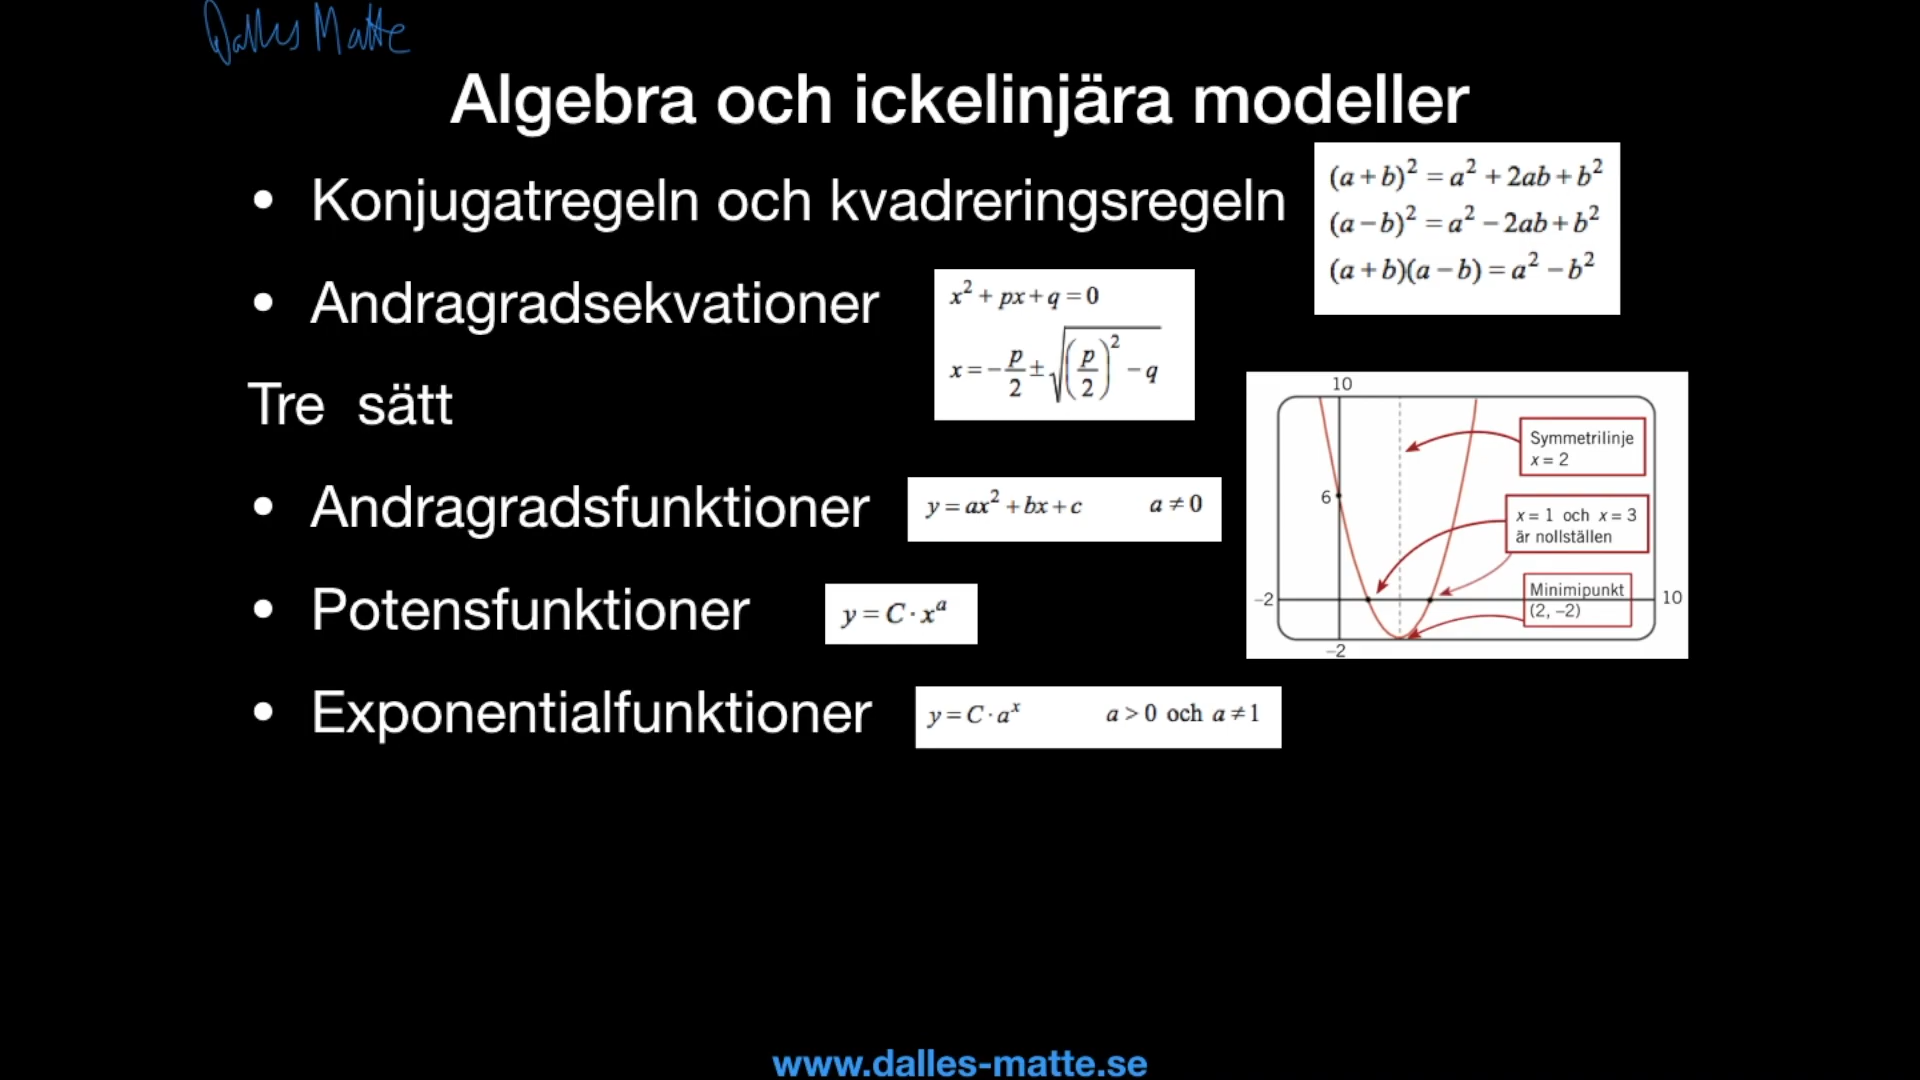 Dalles Matte
Algebra och ickelinjära modeller
• Konjugatregeln och kvadreringsregeln
(a+b)² = a² + 2ab + b²
(a−b)² = a² − 2ab + b²
(a+b)(a−b) = a² − b²
• Andragradsekvationer
x² + px + q = 0
x = −p/2 ± √((p/2)² − q)
Tre sätt
• Andragradsfunktioner
y = ax² + bx + c a ≠ 0
• Potensfunktioner
y = C · xᵃ
• Exponentialfunktioner
y = C · aˣ a > 0 och a ≠ 1
10
Symmetrilinje
x = 2
6
x = 1 och x = 3
är nollställen
Minimipunkt
(2, −2)
−2
10
−2
www.dalles-matte.se